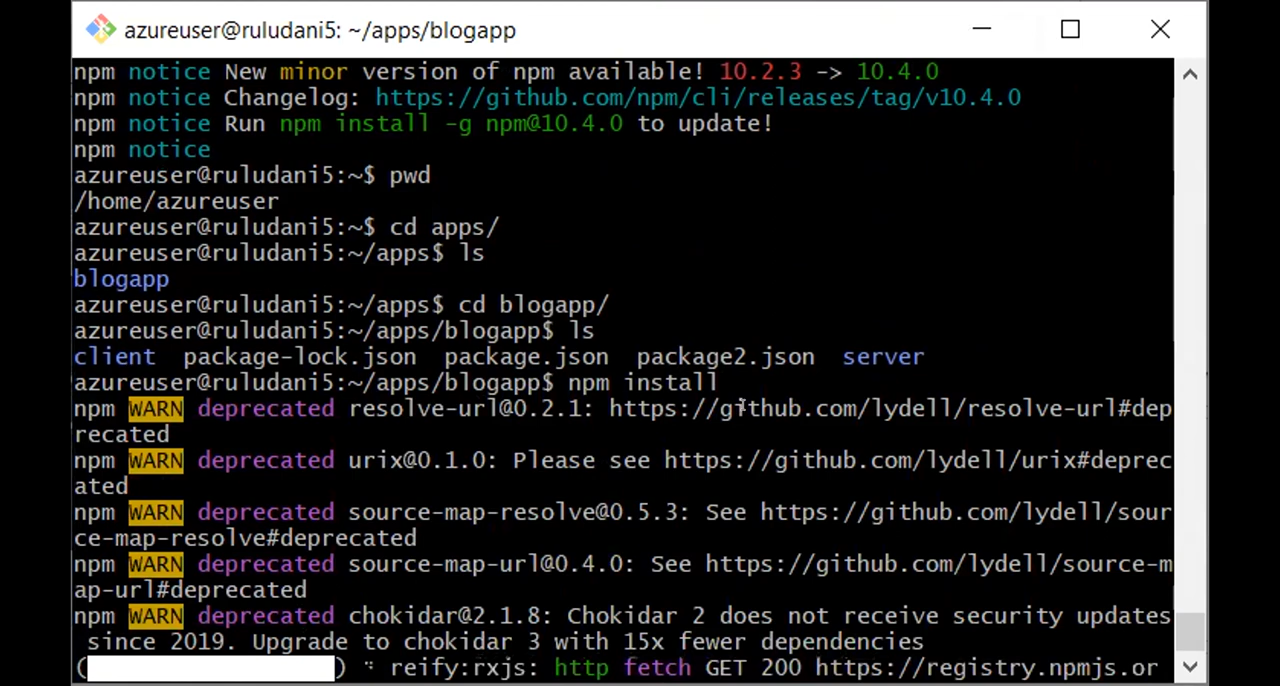 azureuser@ruludani5: ~/apps/blogapp
npm notice New minor version of npm available! 10.2.3 -> 10.4.0
npm notice Changelog: https://github.com/npm/cli/releases/tag/v10.4.0
npm notice Run npm install -g npm@10.4.0 to update!
npm notice
azureuser@ruludani5:~$ pwd
/home/azureuser
azureuser@ruludani5:~$ cd apps/
azureuser@ruludani5:~/apps$ ls
blogapp
azureuser@ruludani5:~/apps$ cd blogapp/
azureuser@ruludani5:~/apps/blogapp$ ls
client  package-lock.json  package.json  package2.json  server
azureuser@ruludani5:~/apps/blogapp$ npm install
npm WARN deprecated resolve-url@0.2.1: https://github.com/lydell/resolve-url#dep
recated
npm WARN deprecated urix@0.1.0: Please see https://github.com/lydell/urix#deprec
ated
npm WARN deprecated source-map-resolve@0.5.3: See https://github.com/lydell/sour
ce-map-resolve#deprecated
npm WARN deprecated source-map-url@0.4.0: See https://github.com/lydell/source-m
ap-url#deprecated
npm WARN deprecated chokidar@2.1.8: Chokidar 2 does not receive security updates
 since 2019. Upgrade to chokidar 3 with 15x fewer dependencies
( ) ⠙ reify:rxjs: http fetch GET 200 https://registry.npmjs.or